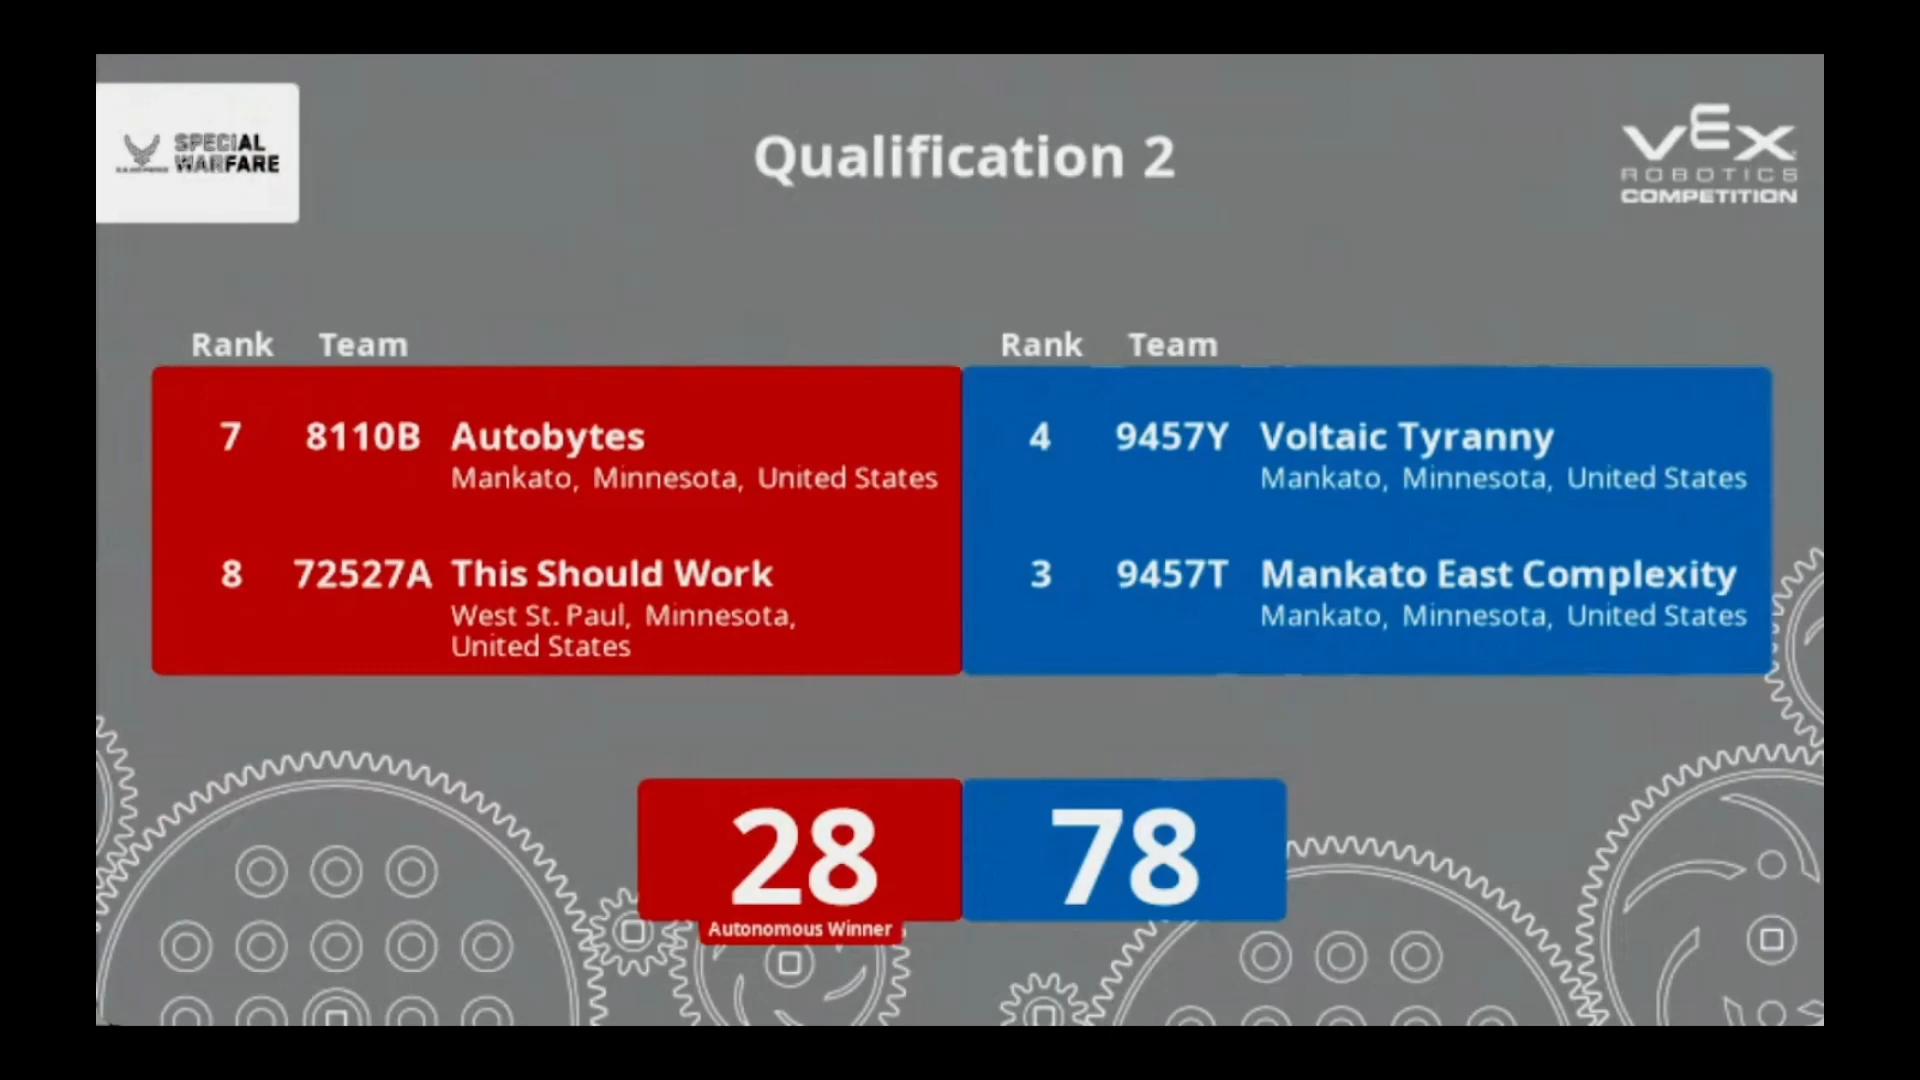 SPECIAL
WARFARE
Qualification 2
VEX
ROBOTICS
COMPETITION
Rank Team
Rank Team
7 8110B Autobytes
Mankato, Minnesota, United States
8 72527A This Should Work
West St. Paul, Minnesota,
United States
4 9457Y Voltaic Tyranny
Mankato, Minnesota, United States
3 9457T Mankato East Complexity
Mankato, Minnesota, United States
28
78
Autonomous Winner